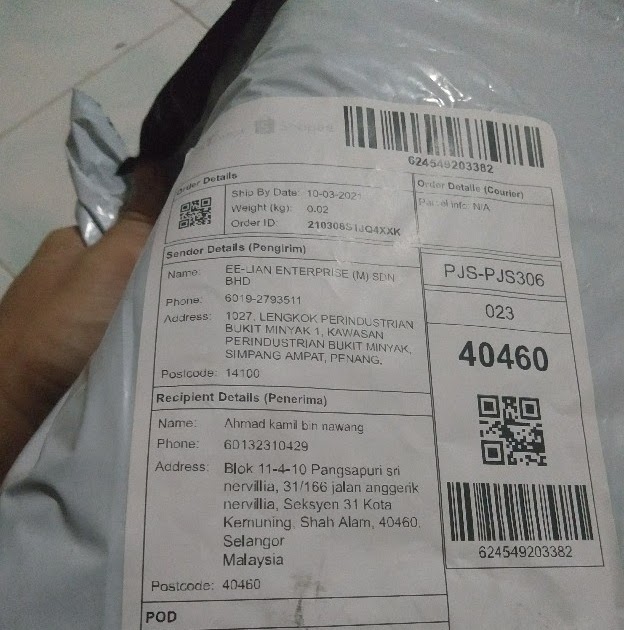 624549203382
Order Details
Ship By Date: 10-03-2021
Weight (kg): 0.02
Order ID: 210308S1JQ4XXK
Order Details (Courier)
Parcel info: N/A
Sender Details (Pengirim)
Name: EE-LIAN ENTERPRISE (M) SDN
BHD
Phone: 6019-2793511
Address: 1027, LENGKOK PERINDUSTRIAN
BUKIT MINYAK 1, KAWASAN
PERINDUSTRIAN BUKIT MINYAK,
SIMPANG AMPAT, PENANG.
Postcode: 14100
PJS-PJS306
023
40460
Recipient Details (Penerima)
Name: Ahmad kamil bin nawang
Phone: 60132310429
Address: Blok 11-4-10 Pangsapuri sri
nervillia, 31/166 jalan anggerik
nervillia, Seksyen 31 Kota
Kemuning, Shah Alam, 40460,
Selangor
Malaysia
Postcode: 40460
624549203382
POD